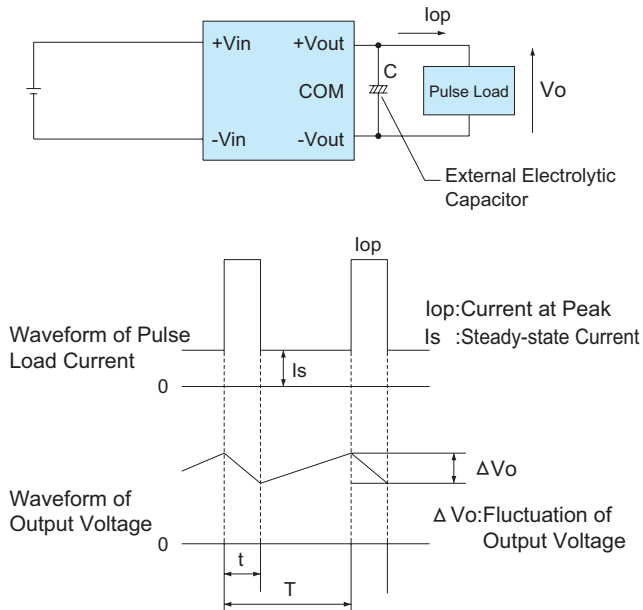 Iop
+Vin
+Vout
C
COM
Pulse Load
Vo
-Vin
-Vout
External Electrolytic
Capacitor
Iop
Iop:Current at Peak
Is :Steady-state Current
Waveform of Pulse
Load Current
Is
0
ΔVo
Waveform of
Output Voltage
ΔVo:Fluctuation of
Output Voltage
0
t
T